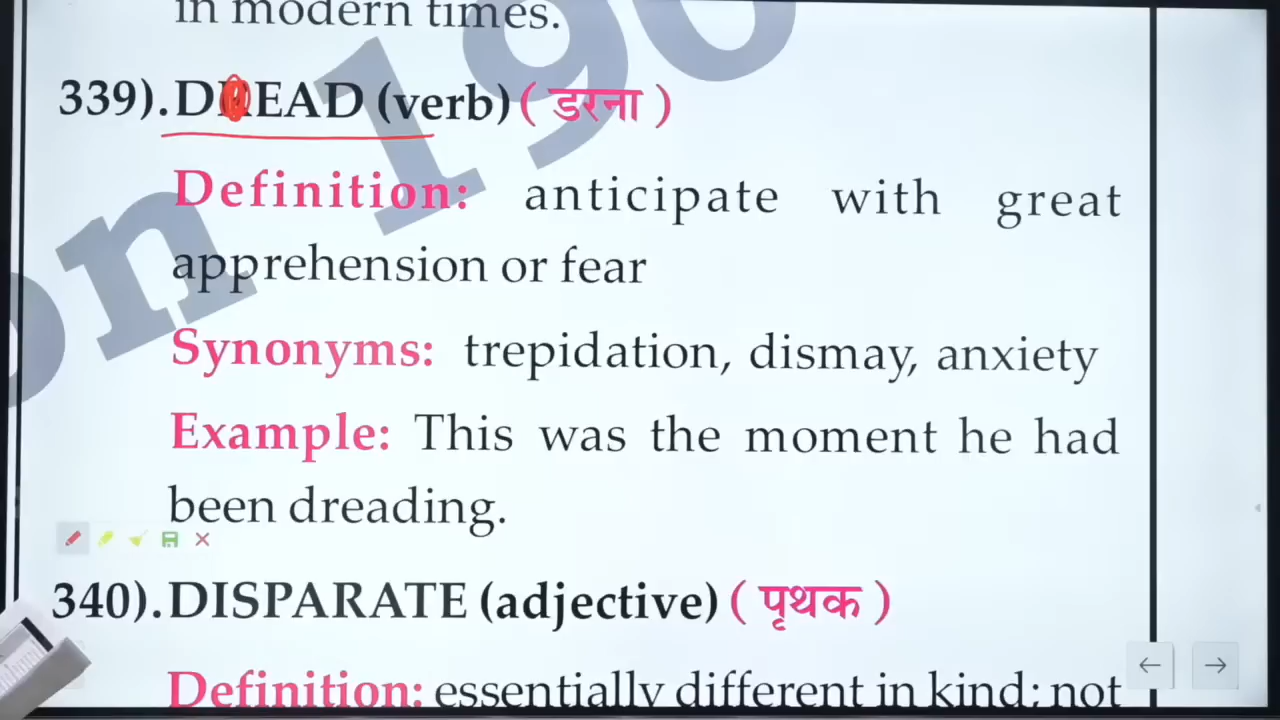 in modern times.
339). DREAD (verb) ( डरना )
Definition: anticipate with great
apprehension or fear
Synonyms: trepidation, dismay, anxiety
Example: This was the moment he had
been dreading.
340). DISPARATE (adjective) ( पृथक )
Definition: essentially different in kind; not